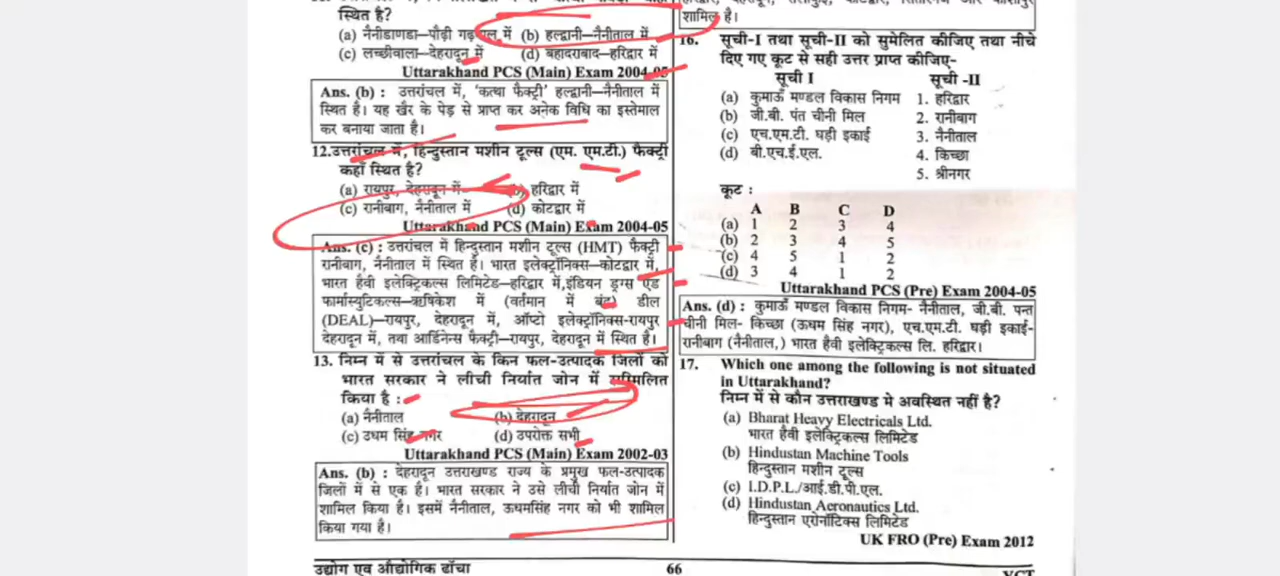 स्थित है?
(a) नैनीडाणडा–पौढ़ी गढ़वाल में (b) हल्द्वानी–नैनीताल में
(c) लच्छीवाला–देहरादून में (d) बहादराबाद–हरिद्वार में
Uttarakhand PCS (Main) Exam 2004-05
Ans. (b) : उत्तरांचल में, 'कत्था फैक्ट्री' हल्द्वानी–नैनीताल में
स्थित है। यह खैर के पेड़ से प्राप्त कर अनेक विधि का इस्तेमाल
कर बनाया जाता है।
12.उत्तरांचल में, हिन्दुस्तान मशीन टूल्स (एम. एम.टी.) फैक्ट्री
कहाँ स्थित है?
(a) रायपुर, देहरादून में (b) हरिद्वार में
(c) रानीबाग, नैनीताल में (d) कोटद्वार में
Uttarakhand PCS (Main) Exam 2004-05
Ans. (c) : उत्तरांचल में हिन्दुस्तान मशीन टूल्स (HMT) फैक्ट्री
रानीबाग, नैनीताल में स्थित है। भारत इलेक्ट्रॉनिक्स–कोटद्वार में,
भारत हैवी इलेक्ट्रिकल्स लिमिटेड–हरिद्वार में,इंडियन ड्रग्स एंड
फार्मास्युटिकल्स–ऋषिकेश में (वर्तमान में बंद) डील
(DEAL)–रायपुर, देहरादून में, ऑप्टो इलेक्ट्रॉनिक्स-रायपुर
देहरादून में, तथा आर्डिनेन्स फैक्ट्री–रायपुर, देहरादून में स्थित है।
13. निम्न में से उत्तरांचल के किन फल-उत्पादक जिलों को
भारत सरकार ने लीची निर्यात जोन में सम्मिलित
किया है :
(a) नैनीताल (b) देहरादून
(c) उधम सिंह नगर (d) उपरोक्त सभी
Uttarakhand PCS (Main) Exam 2002-03
Ans. (b) : देहरादून उत्तराखण्ड राज्य के प्रमुख फल-उत्पादक
जिलों में से एक है। भारत सरकार ने उसे लीची निर्यात जोन में
शामिल किया है। इसमें नैनीताल, ऊधमसिंह नगर को भी शामिल
किया गया है।
शामिल है।
16. सूची-I तथा सूची-II को सुमेलित कीजिए तथा नीचे
दिए गए कूट से सही उत्तर प्राप्त कीजिए-
सूची I सूची -II
(a) कुमाऊँ मण्डल विकास निगम 1. हरिद्वार
(b) जी.बी. पंत चीनी मिल 2. रानीबाग
(c) एच.एम.टी. घड़ी इकाई 3. नैनीताल
(d) बी.एच.ई.एल. 4. किच्छा
5. श्रीनगर
कूट :
A B C D
(a) 1 2 3 4
(b) 2 3 4 5
(c) 4 5 1 2
(d) 3 4 1 2
Uttarakhand PCS (Pre) Exam 2004-05
Ans. (d) : कुमाऊँ मण्डल विकास निगम- नैनीताल, जी.बी. पन्त
चीनी मिल- किच्छा (ऊधम सिंह नगर), एच.एम.टी. घड़ी इकाई-
रानीबाग (नैनीताल,) भारत हैवी इलेक्ट्रिकल्स लि. हरिद्वार।
17. Which one among the following is not situated
in Uttarakhand?
निम्न में से कौन उत्तराखण्ड मे अवस्थित नहीं है?
(a) Bharat Heavy Electricals Ltd.
भारत हैवी इलेक्ट्रिकल्स लिमिटेड
(b) Hindustan Machine Tools
हिन्दुस्तान मशीन टूल्स
(c) I.D.P.L./आई.डी.पी.एल.
(d) Hindustan Aeronautics Ltd.
हिन्दुस्तान एरोनॉटिक्स लिमिटेड
UK FRO (Pre) Exam 2012
उद्योग एवं औद्योगिक ढाँचा 66 YCT